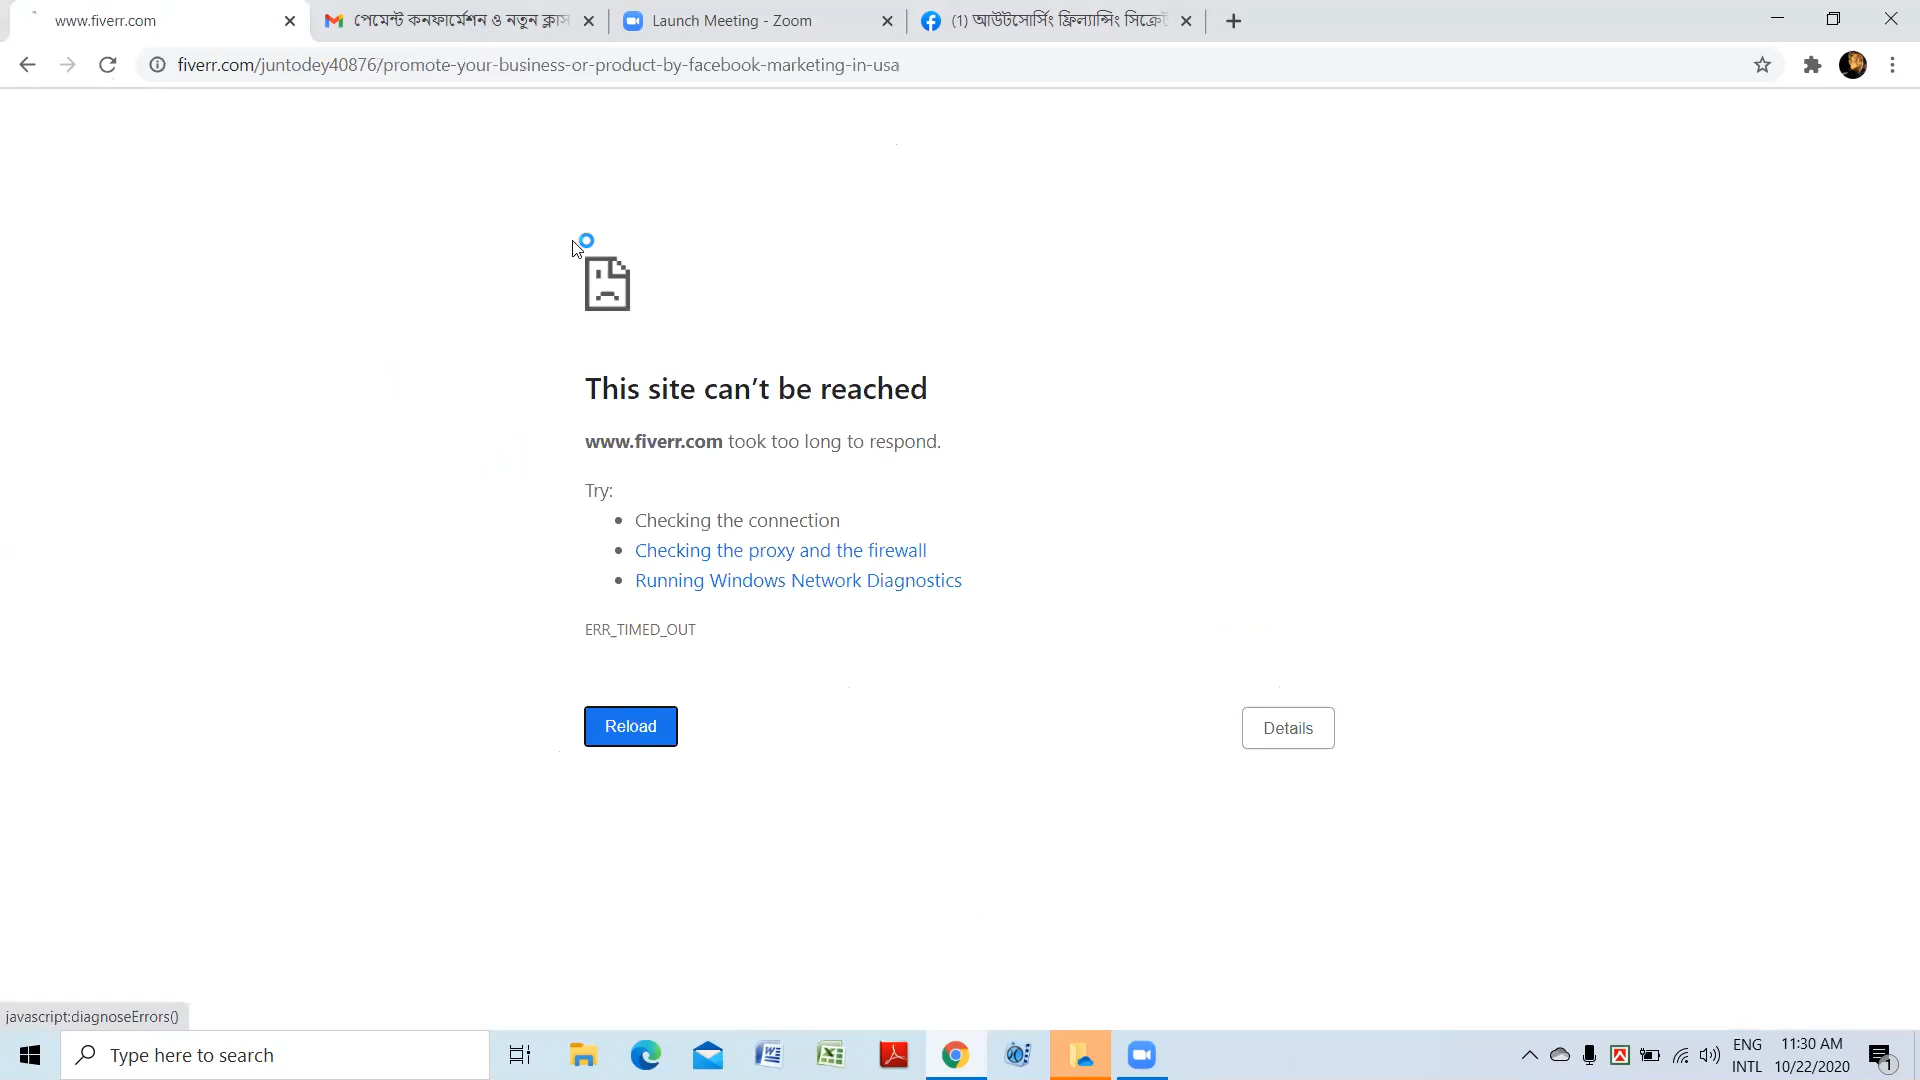 www.fiverr.com
পেমেন্ট কনফার্মেশন ও নতুন ক্লাস
Launch Meeting - Zoom
(1) আউটসোর্সিং ফ্রিল্যান্সিং সিক্রেট
fiverr.com/juntodey40876/promote-your-business-or-product-by-facebook-marketing-in-usa
This site can’t be reached
www.fiverr.com took too long to respond.
Try:
Checking the connection
Checking the proxy and the firewall
Running Windows Network Diagnostics
ERR_TIMED_OUT
Reload
Details
javascript:diagnoseErrors()
Type here to search
ENG
INTL
11:30 AM
10/22/2020
1